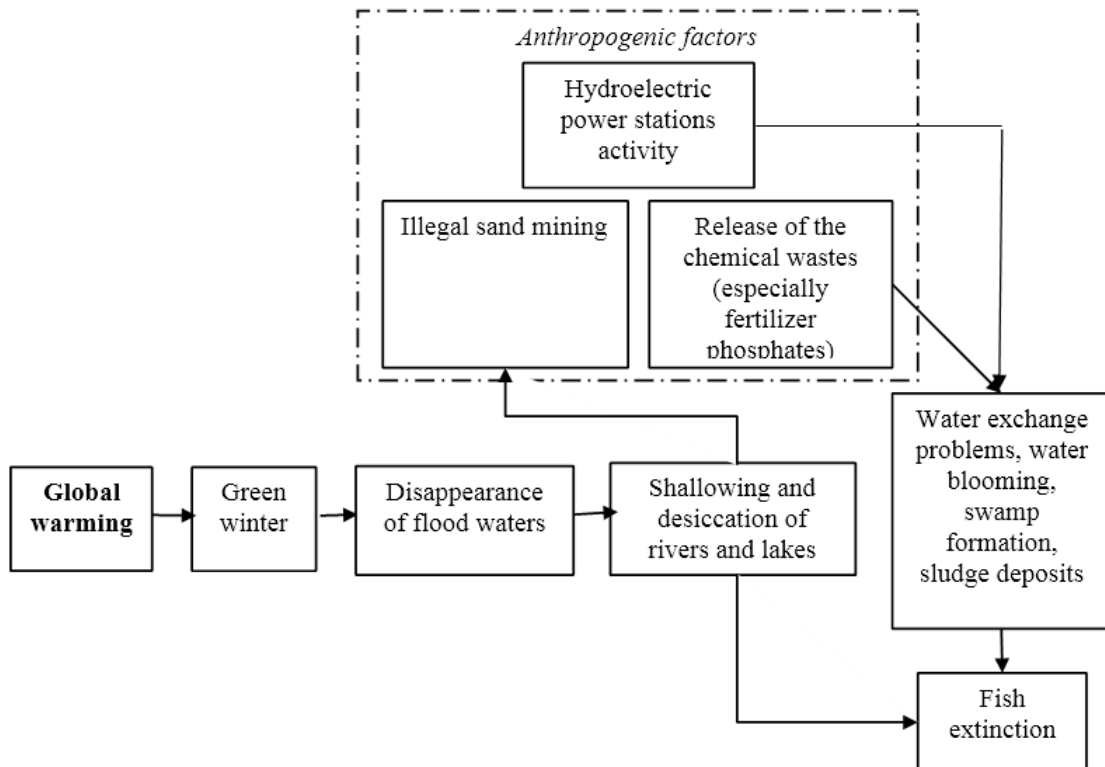 Anthropogenic factors
Hydroelectric
power stations
activity
Illegal sand mining
Release of the
chemical wastes
(especially
fertilizer
phosphates)
Water exchange
problems, water
blooming,
swamp
formation,
sludge deposits
Global
warming
Green
winter
Disappearance
of flood waters
Shallowing and
desiccation of
rivers and lakes
Fish
extinction